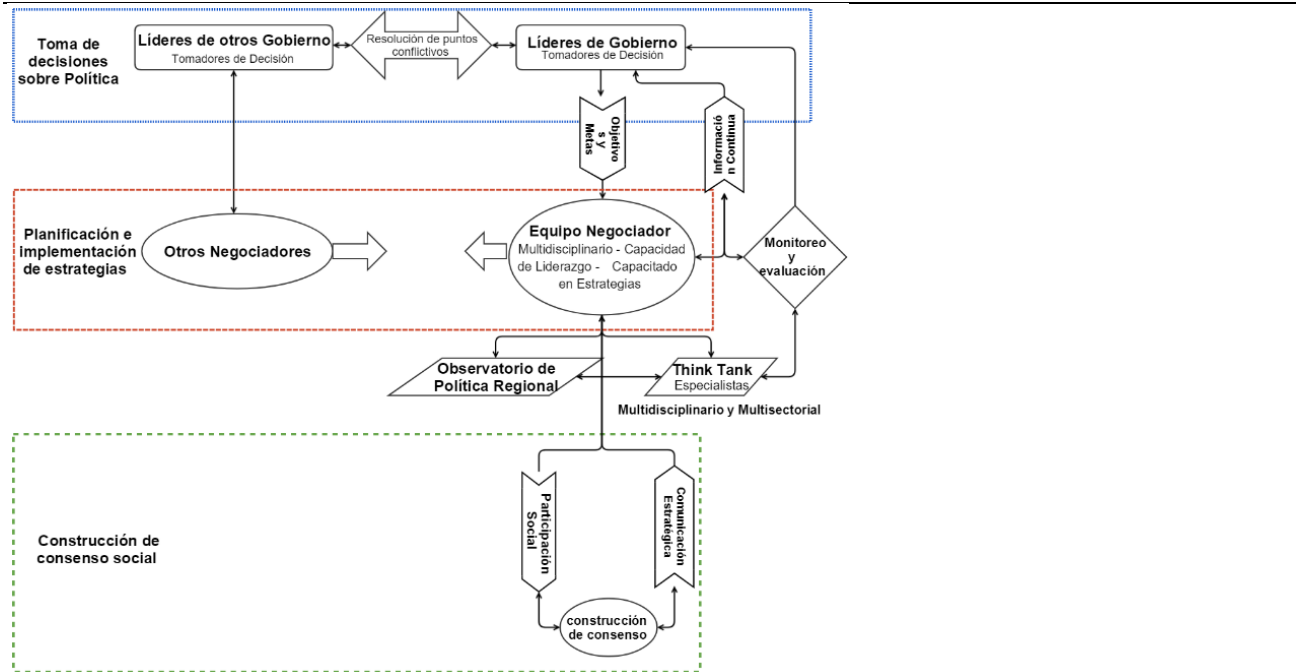 Toma de
decisiones
sobre Política
Líderes de otros Gobierno
Tomadores de Decisión
Resolución de puntos
conflictivos
Líderes de Gobierno
Tomadores de Decisión
Objetivo
s y
Metas
Informació
n Continua
Planificación e
implementación
de estrategias
Otros Negociadores
Equipo Negociador
Multidisciplinario - Capacidad
de Liderazgo - Capacitado
en Estrategias
Monitoreo
y
evaluación
Observatorio de
Política Regional
Think Tank
Especialistas
Multidisciplinario y Multisectorial
Construcción de
consenso social
Participación
Social
Comunicación
Estratégica
construcción
de consenso